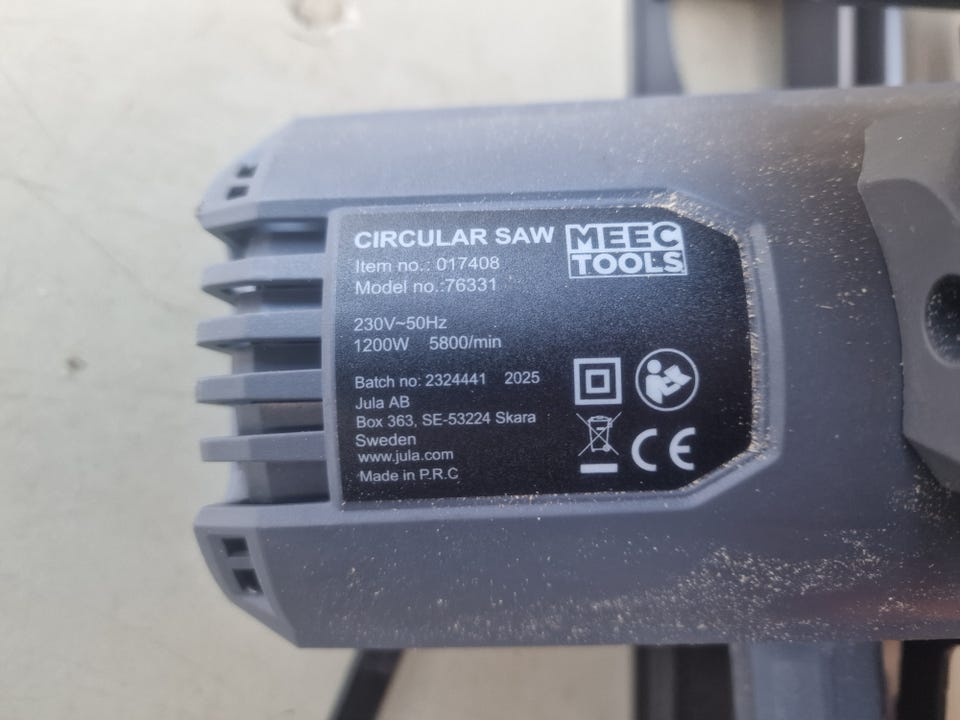 CIRCULAR SAW
MEEC
TOOLS
Item no.: 017408
Model no.:76331
230V~50Hz
1200W 5800/min
Batch no: 2324441 2025
Jula AB
Box 363, SE-53224 Skara
Sweden
www.jula.com
Made in P.R.C
CE